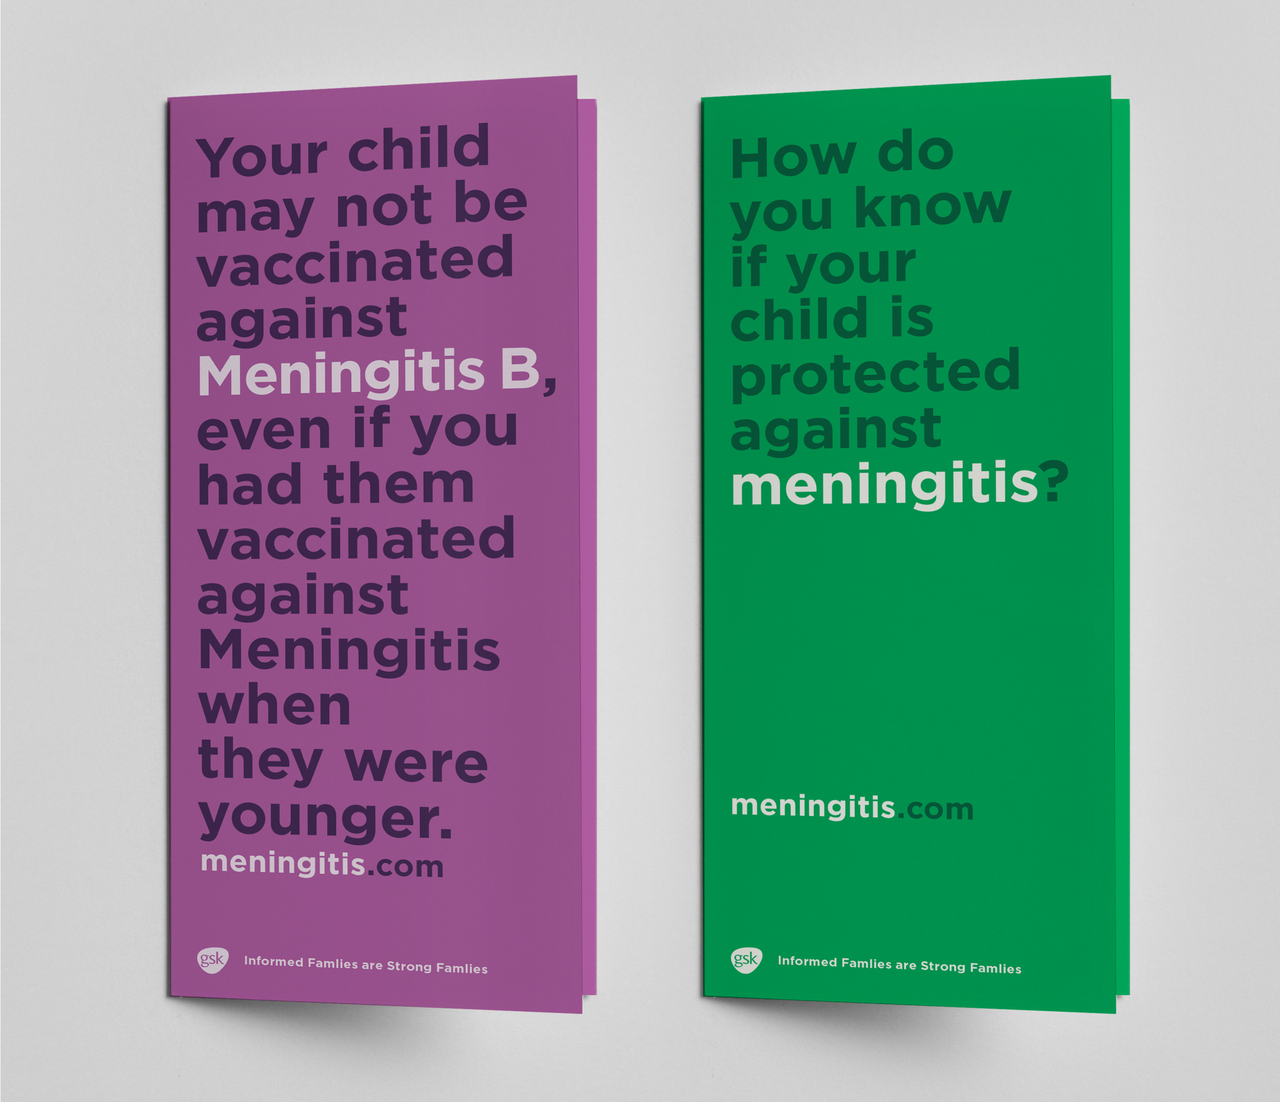 Your child
may not be
vaccinated
against
Meningitis B,
even if you
had them
vaccinated
against
Meningitis
when
they were
younger.
meningitis.com
gsk
Informed Famlies are Strong Famlies
How do
you know
if your
child is
protected
against
meningitis?
meningitis.com
gsk
Informed Famlies are Strong Famlies